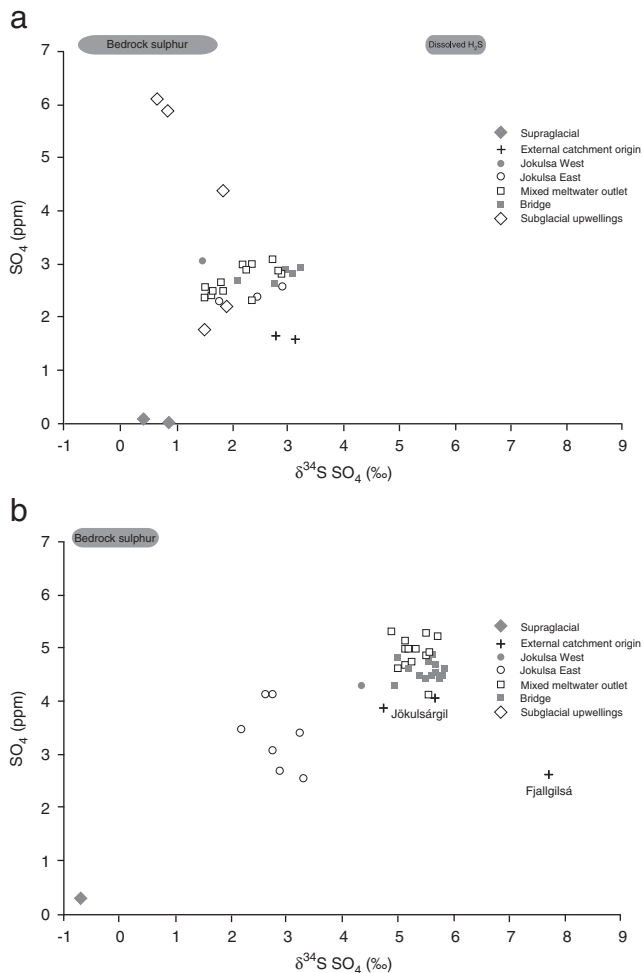 a
Bedrock sulphur
Dissolved H₂S
7
6
5
4
3
2
1
0
SO₄ (ppm)
Supraglacial
External catchment origin
Jokulsa West
Jokulsa East
Mixed meltwater outlet
Bridge
Subglacial upwellings
-1 0 1 2 3 4 5 6 7 8 9
δ³⁴S SO₄ (‰)
b
Bedrock sulphur
7
6
5
4
3
2
1
0
SO₄ (ppm)
Supraglacial
External catchment origin
Jokulsa West
Jokulsa East
Mixed meltwater outlet
Bridge
Subglacial upwellings
Jökulsárgil
Fjallgilsá
-1 0 1 2 3 4 5 6 7 8 9
δ³⁴S SO₄ (‰)